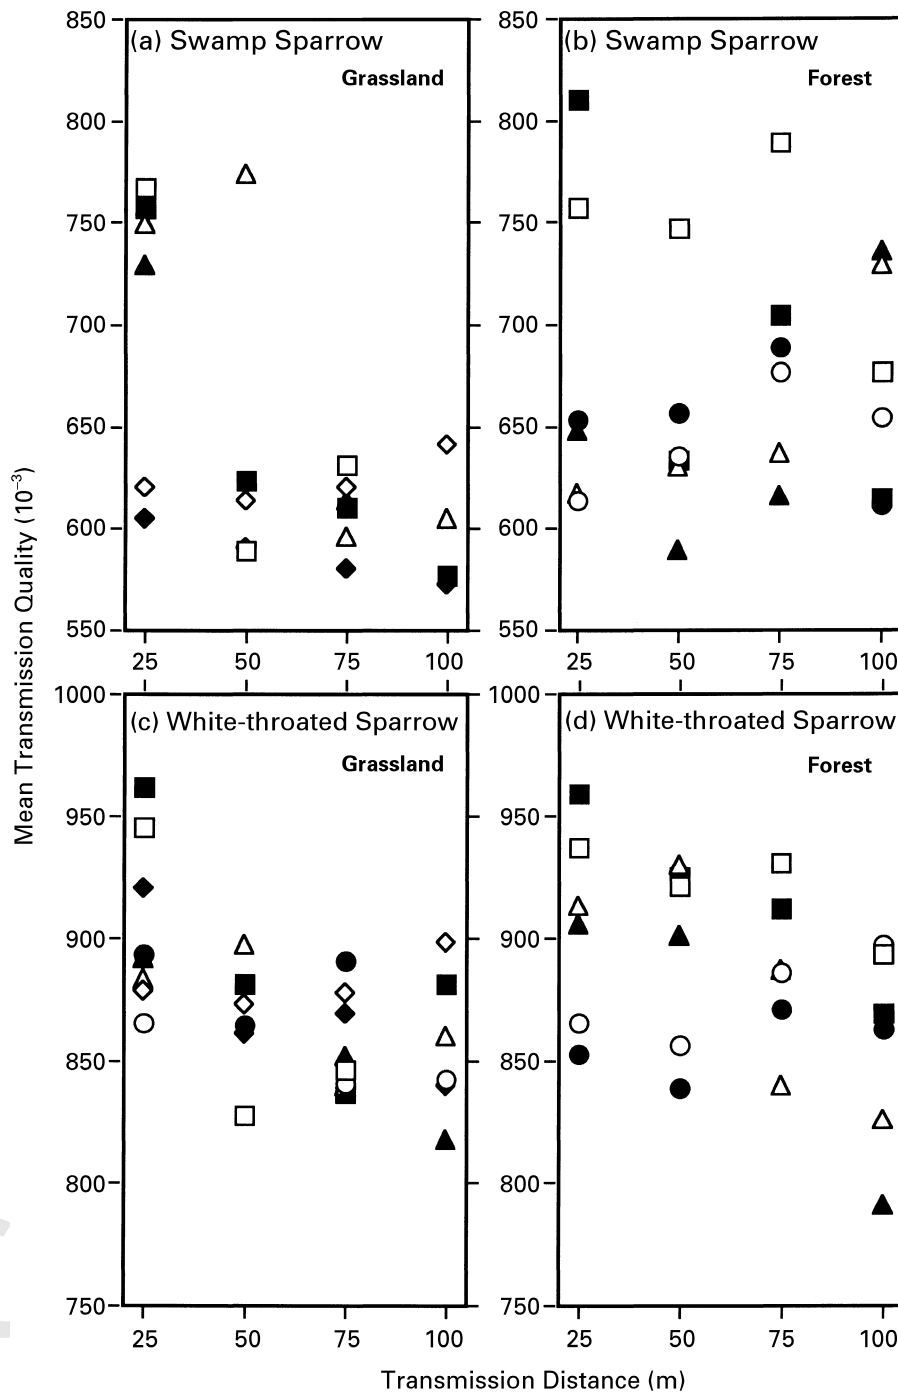 (a) Swamp Sparrow
Grassland
850
800
750
700
650
600
550
25 50 75 100
(b) Swamp Sparrow
Forest
850
800
750
700
650
600
550
25 50 75 100
Mean Transmission Quality (10⁻³)
(c) White-throated Sparrow
Grassland
1000
950
900
850
800
750
25 50 75 100
(d) White-throated Sparrow
Forest
1000
950
900
850
800
750
25 50 75 100
Transmission Distance (m)